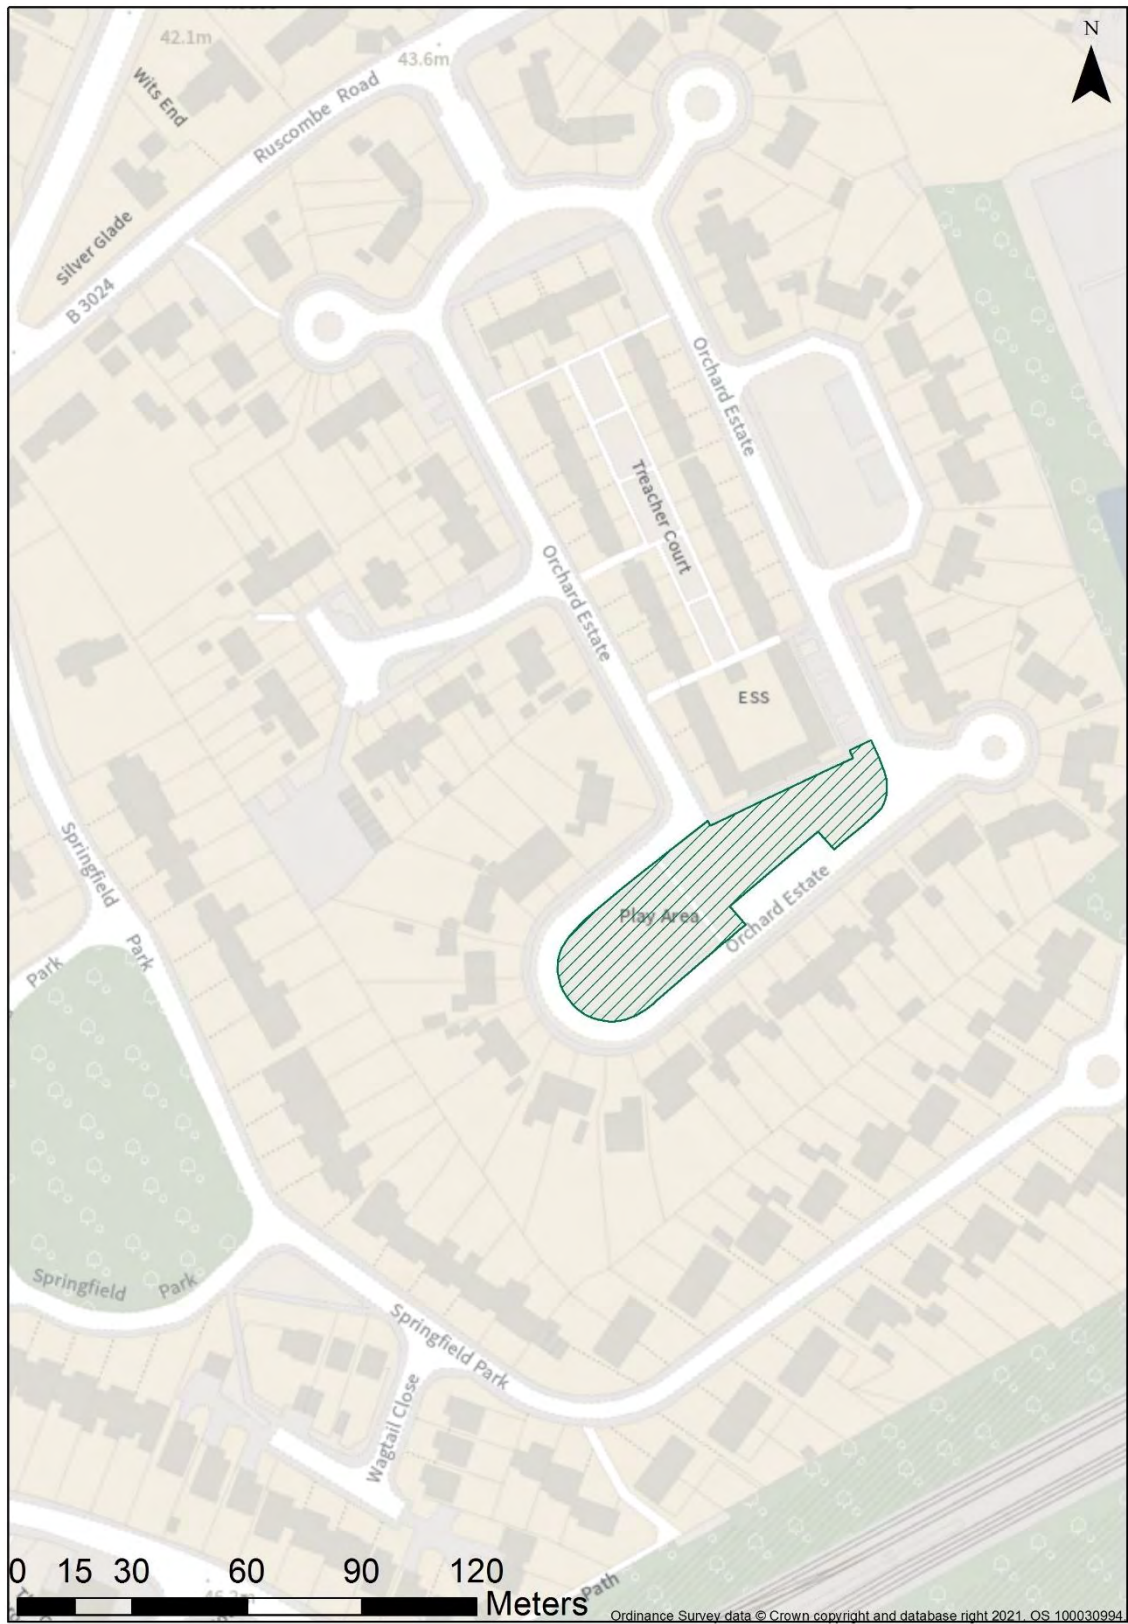 42.1m
43.6m
N
Wits End
Ruscombe Road
Silver Glade
B 3024
Orchard Estate
Treacher Court
Orchard Estate
ESS
Springfield
Park
Park
Play Area
Orchard Estate
Springfield Park
Springfield Park
Wagtail Close
0 15 30 60 90 120
Meters
Path
Ordinance Survey data © Crown copyright and database right 2021. OS 100030994